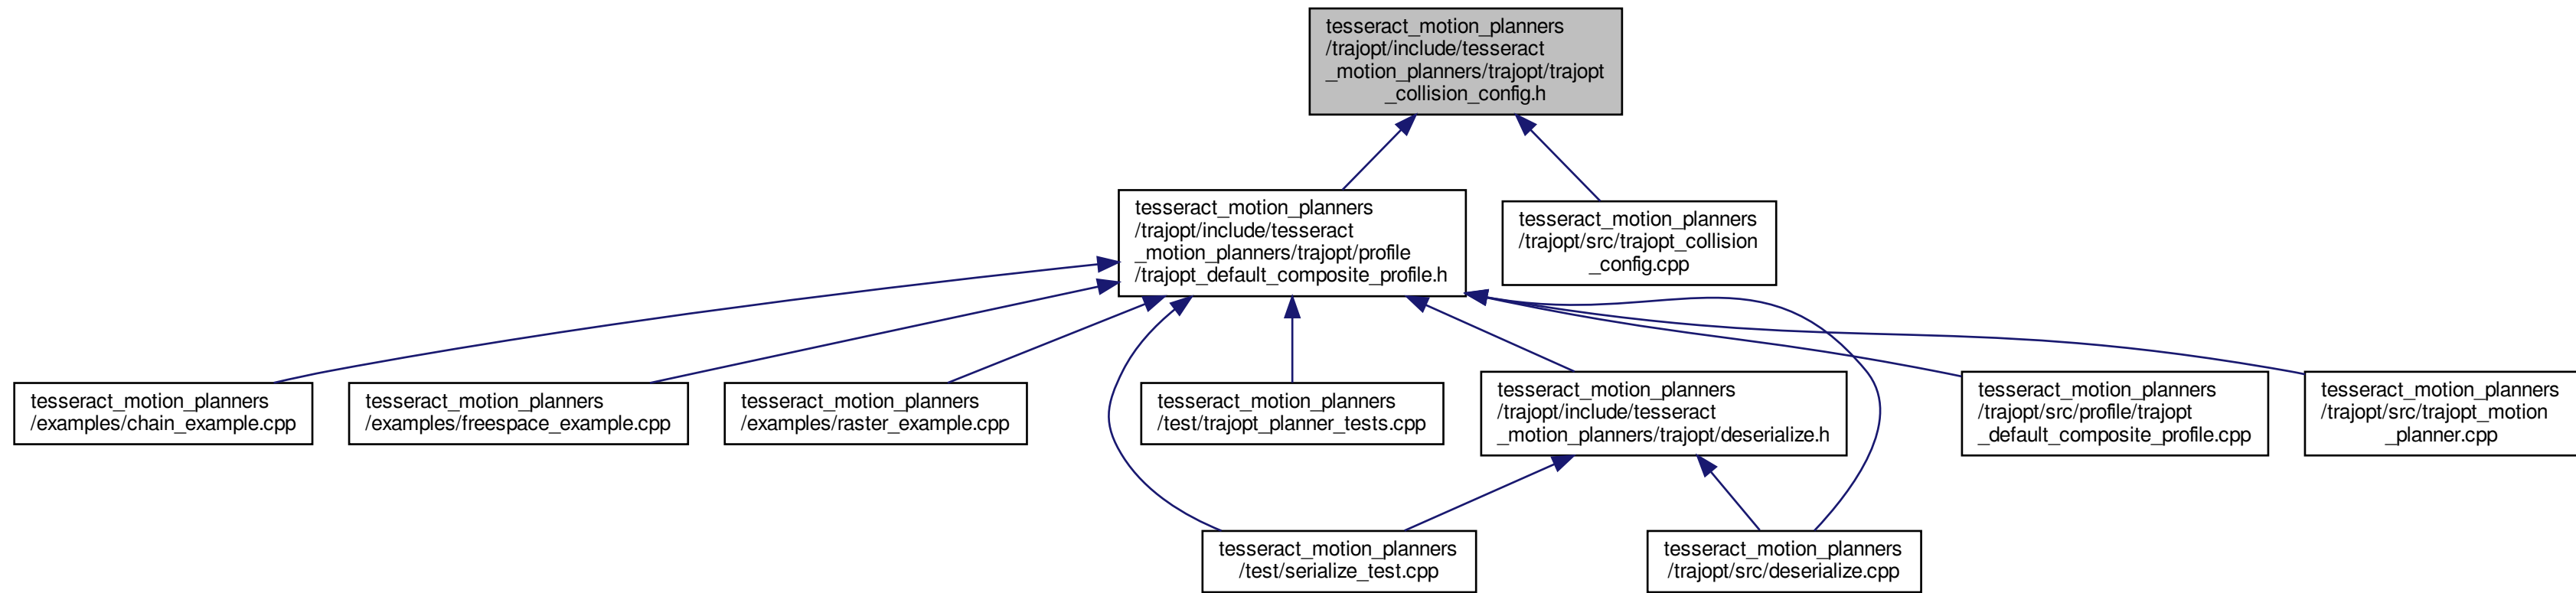 tesseract_motion_planners
/trajopt/include/tesseract
_motion_planners/trajopt/trajopt
_collision_config.h
tesseract_motion_planners
/trajopt/include/tesseract
_motion_planners/trajopt/profile
/trajopt_default_composite_profile.h
tesseract_motion_planners
/trajopt/src/trajopt_collision
_config.cpp
tesseract_motion_planners
/examples/chain_example.cpp
tesseract_motion_planners
/examples/freespace_example.cpp
tesseract_motion_planners
/examples/raster_example.cpp
tesseract_motion_planners
/test/trajopt_planner_tests.cpp
tesseract_motion_planners
/trajopt/include/tesseract
_motion_planners/trajopt/deserialize.h
tesseract_motion_planners
/trajopt/src/profile/trajopt
_default_composite_profile.cpp
tesseract_motion_planners
/trajopt/src/trajopt_motion
_planner.cpp
tesseract_motion_planners
/test/serialize_test.cpp
tesseract_motion_planners
/trajopt/src/deserialize.cpp